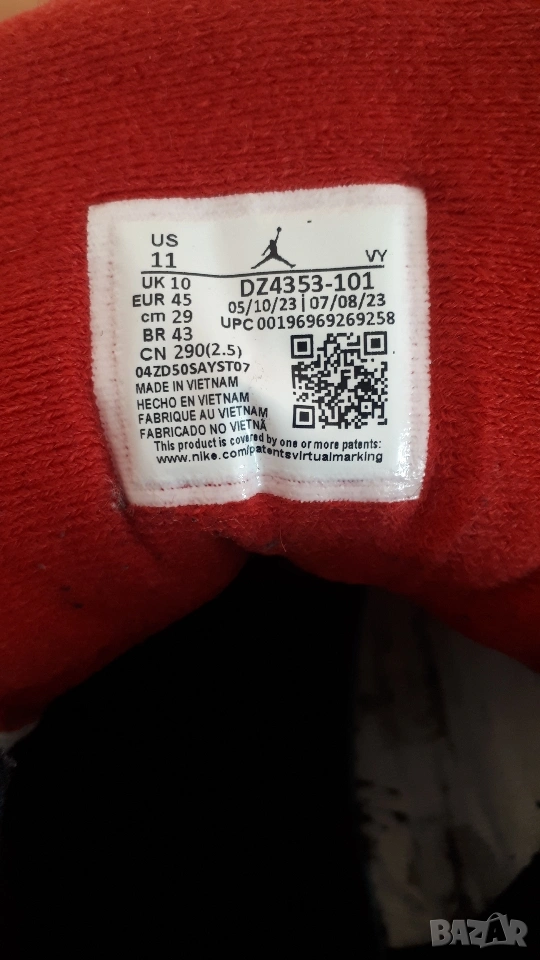 US
11
VY
UK 10
EUR 45
cm 29
BR 43
CN 290(2.5)
04ZD50SAYST07
DZ4353-101
05/10/23 | 07/08/23
UPC 00196969269258
MADE IN VIETNAM
HECHO EN VIETNAM
FABRIQUE AU VIETNAM
FABRICADO NO VIETNÃ
This product is covered by one or more patents:
www.nike.com/patentsvirtualmarking
BAZAR